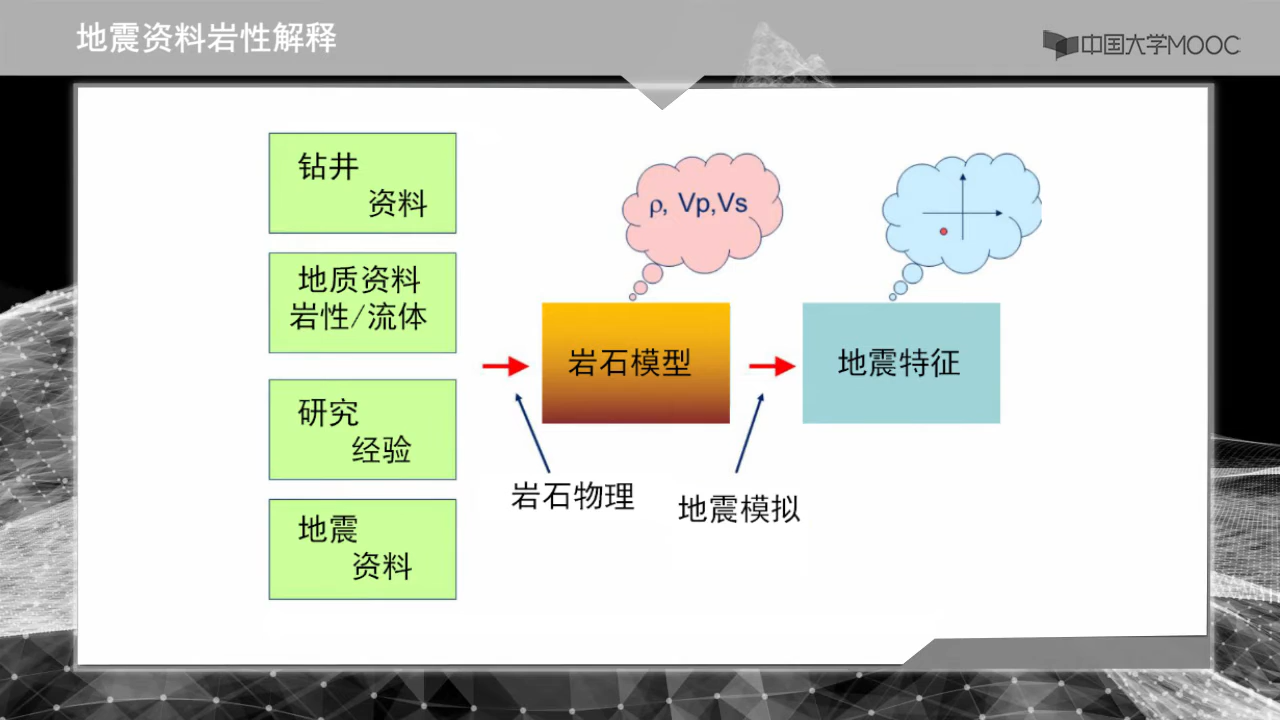 地震资料岩性解释
中国大学MOOC
钻井
资料
地质资料
岩性/流体
研究
经验
地震
资料
ρ, Vp,Vs
岩石模型
地震特征
岩石物理
地震模拟